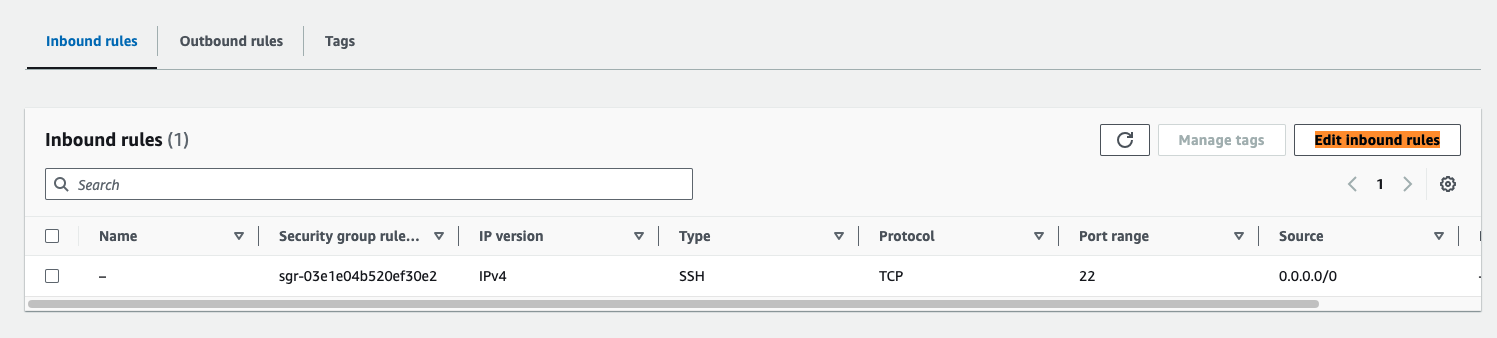 Inbound rules Outbound rules Tags
Inbound rules (1) Manage tags Edit inbound rules
Search 1
Name Security group rule... IP version Type Protocol Port range Source
– sgr-03e1e04b520ef30e2 IPv4 SSH TCP 22 0.0.0.0/0